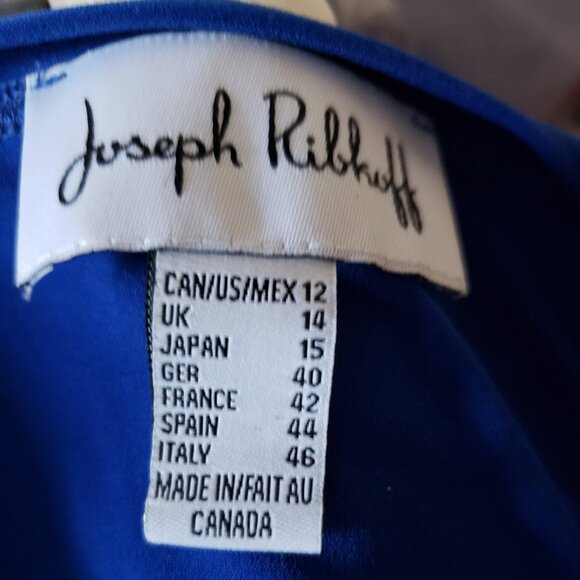 Joseph Ribkoff
CAN/US/MEX 12
UK 14
JAPAN 15
GER 40
FRANCE 42
SPAIN 44
ITALY 46
MADE IN/FAIT AU
CANADA